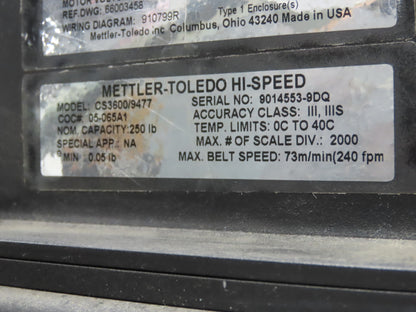 REF.DWG: 68003458
WIRING DIAGRAM: 910799R
Type 1 Enclosure(s)
Mettler-Toledo inc Columbus, Ohio 43240 Made in USA
METTLER-TOLEDO HI-SPEED
MODEL: CS3600/9477
SERIAL NO: 9014553-9DQ
COC#: 05-065A1
ACCURACY CLASS: III, IIIS
NOM. CAPACITY:250 lb
TEMP. LIMITS: 0C TO 40C
SPECIAL APP.: NA
MAX. # OF SCALE DIV.: 2000
MIN : 0.05 lb
MAX. BELT SPEED: 73m/min(240 fpm